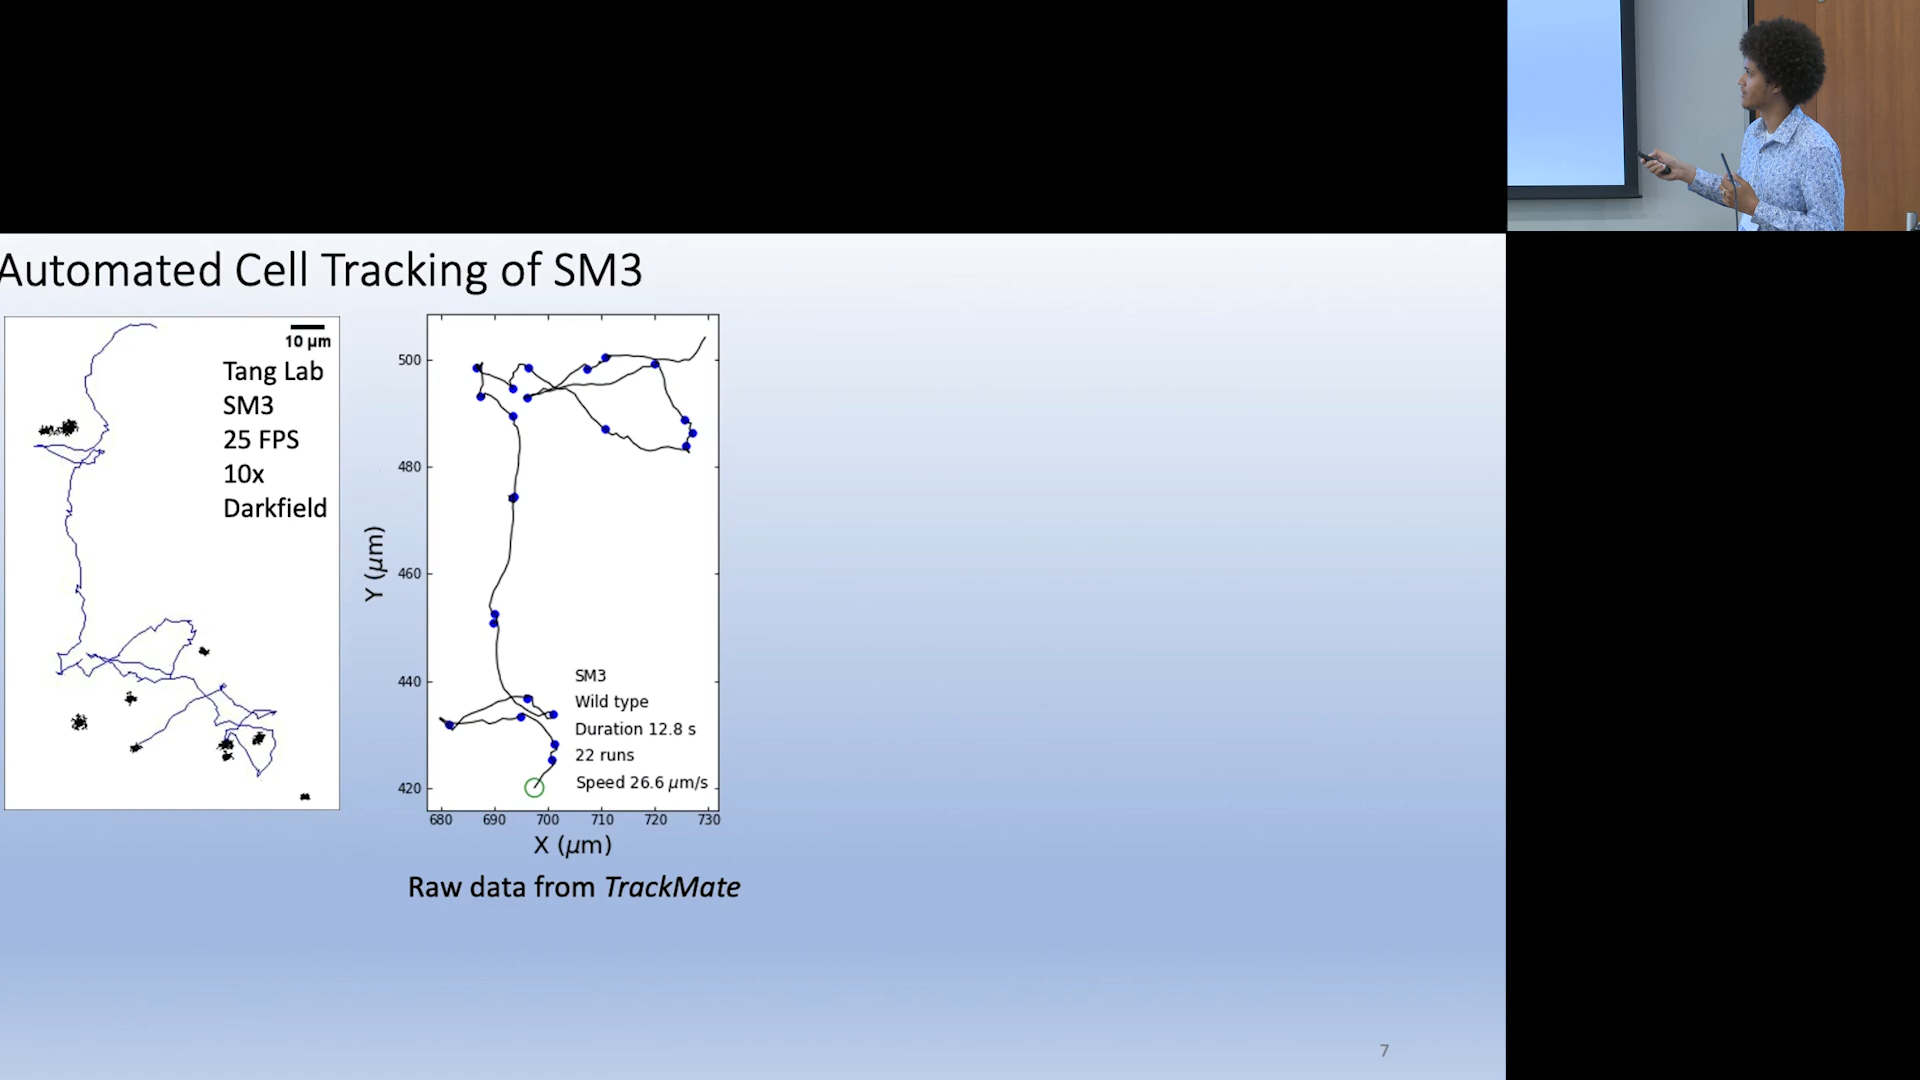 Automated Cell Tracking of SM3
10 µm
Tang Lab
SM3
25 FPS
10x
Darkfield
Y (µm)
500
480
460
440
420
SM3
Wild type
Duration 12.8 s
22 runs
Speed 26.6 µm/s
680 690 700 710 720 730
X (µm)
Raw data from TrackMate
7